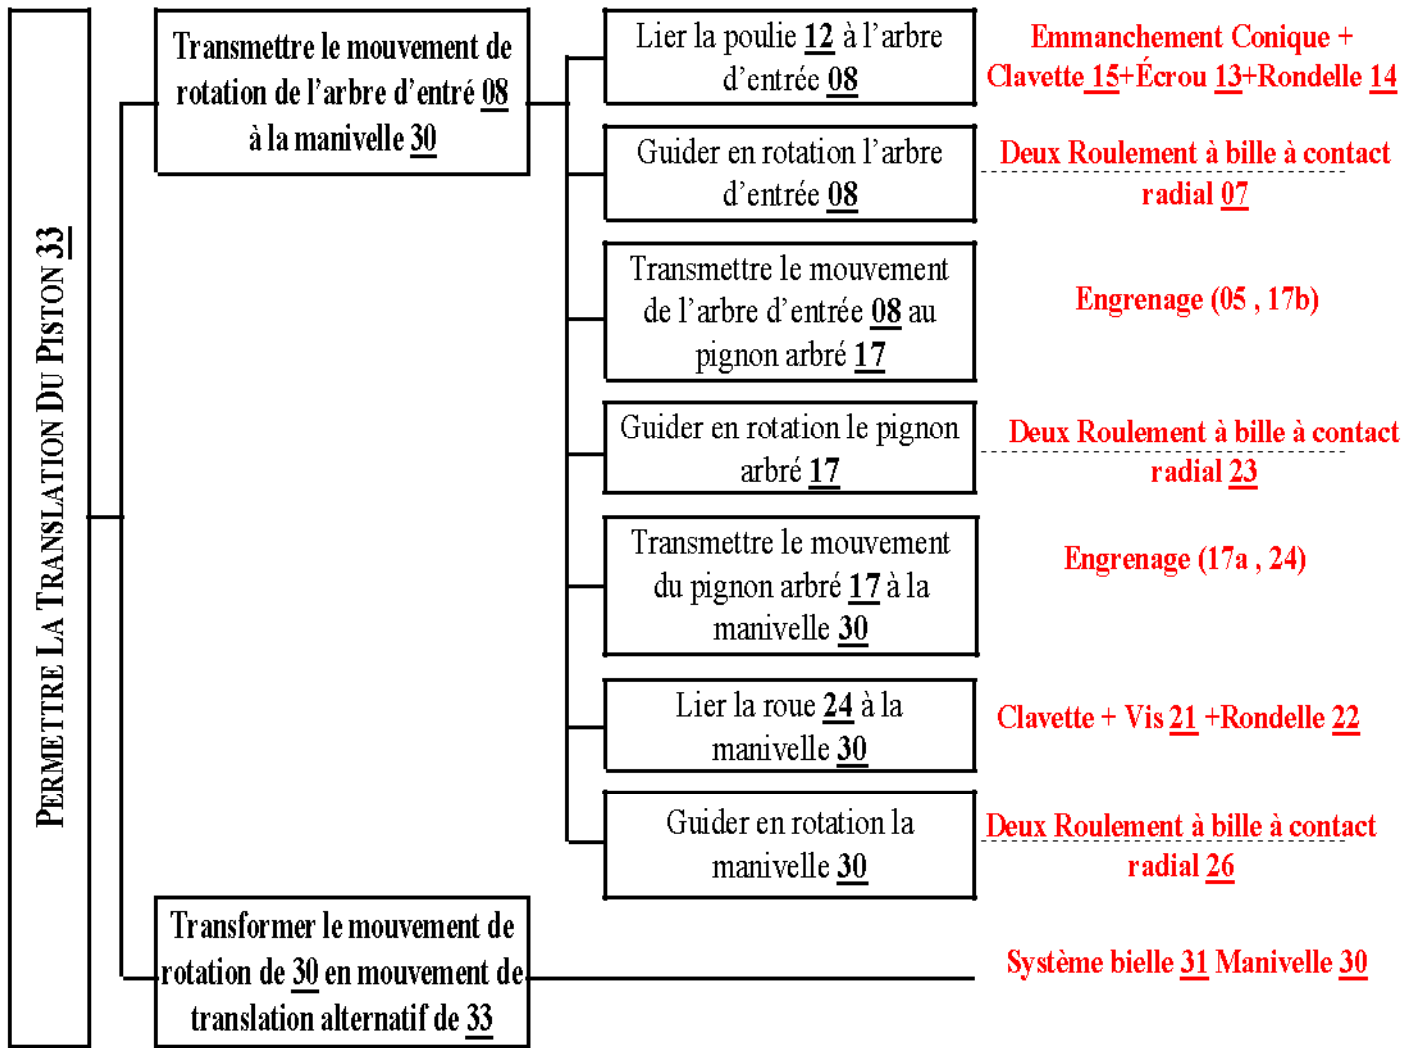 PERMETTRE LA TRANSLATION DU PISTON 33
Transmettre le mouvement de
rotation de l'arbre d'entré 08
à la manivelle 30
Lier la poulie 12 à l'arbre
d'entrée 08
Emmanchement Conique +
Clavette 15+Écrou 13+Rondelle 14
Guider en rotation l'arbre
d'entrée 08
Deux Roulement à bille à contact
radial 07
Transmettre le mouvement
de l'arbre d'entrée 08 au
pignon arbré 17
Engrenage (05 , 17b)
Guider en rotation le pignon
arbré 17
Deux Roulement à bille à contact
radial 23
Transmettre le mouvement
du pignon arbré 17 à la
manivelle 30
Engrenage (17a , 24)
Lier la roue 24 à la
manivelle 30
Clavette + Vis 21 +Rondelle 22
Guider en rotation la
manivelle 30
Deux Roulement à bille à contact
radial 26
Transformer le mouvement de
rotation de 30 en mouvement de
translation alternatif de 33
Système bielle 31 Manivelle 30